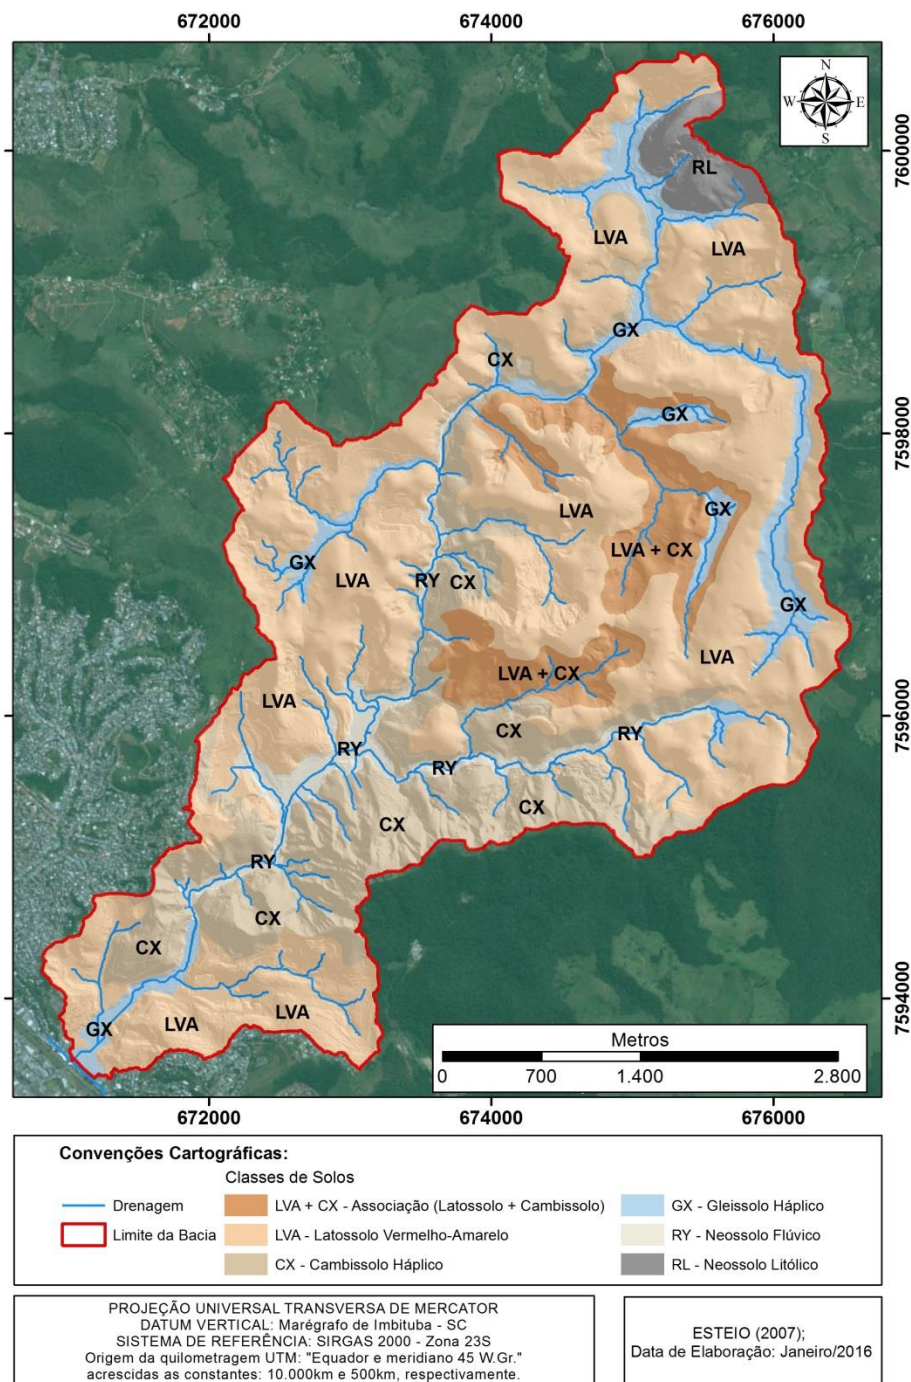 672000 674000 676000
N
W E
S
7600000
RL
LVA LVA
GX
CX
7598000
GX
GX
LVA
LVA + CX
GX
LVA
RY CX
GX
LVA
LVA + CX
LVA
7596000
CX RY
RY
RY
CX
CX
RY
CX
CX
7594000
GX LVA LVA
Metros
0 700 1.400 2.800
672000 674000 676000
Convenções Cartográficas:
Classes de Solos
Drenagem
Limite da Bacia
LVA + CX - Associação (Latossolo + Cambissolo)
LVA - Latossolo Vermelho-Amarelo
CX - Cambissolo Háplico
GX - Gleissolo Háplico
RY - Neossolo Flúvico
RL - Neossolo Litólico
PROJEÇÃO UNIVERSAL TRANSVERSA DE MERCATOR
DATUM VERTICAL: Marégrafo de Imbituba - SC
SISTEMA DE REFERÊNCIA: SIRGAS 2000 - Zona 23S
Origem da quilometragem UTM: "Equador e meridiano 45 W.Gr."
acrescidas as constantes: 10.000km e 500km, respectivamente.
ESTEIO (2007);
Data de Elaboração: Janeiro/2016